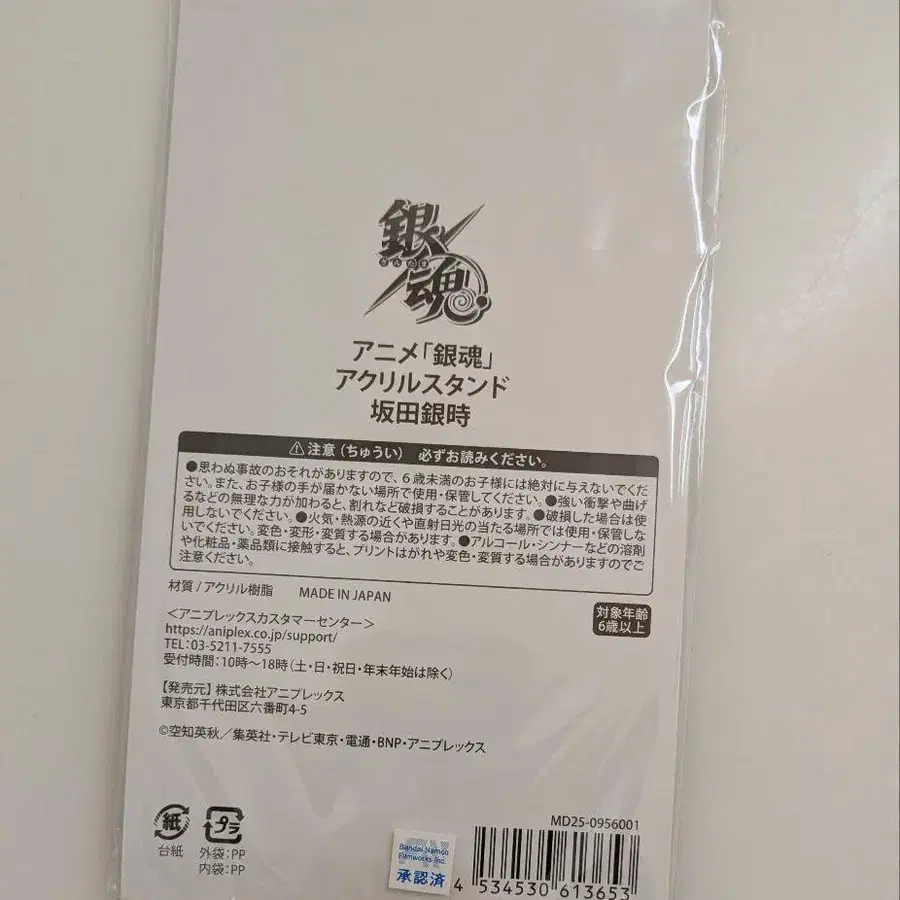 銀魂
ぎんたま
アニメ「銀魂」
アクリルスタンド
坂田銀時
⚠注意(ちゅうい) 必ずお読みください。
●思わぬ事故のおそれがありますので、6歳未満のお子様には絶対に与えないでくだ
さい。また、お子様の手が届かない場所で使用・保管してください。●強い衝撃や曲げ
るなどの無理な力が加わると、割れなど破損することがあります。●破損した場合は使
用しないでください。●火気・熱源の近くや直射日光の当たる場所では使用・保管しな
いでください。変色・変形・変質する場合があります。●アルコール・シンナーなどの溶剤
や化粧品・薬品類に接触すると、プリントはがれや変色・変質する場合がありますのでご
注意ください。
材質/アクリル樹脂 MADE IN JAPAN
対象年齢
6歳以上
<アニプレックスカスタマーセンター>
https://aniplex.co.jp/support/
TEL:03-5211-7555
受付時間:10時~18時(土・日・祝日・年末年始は除く)
【発売元】株式会社アニプレックス
東京都千代田区六番町4-5
©空知英秋/集英社・テレビ東京・電通・BNP・アニプレックス
紙
台紙
プラ
外袋:PP
内袋:PP
Bandai Namco
Filmworks Inc.
承認済
MD25-0956001
4 534530 613653